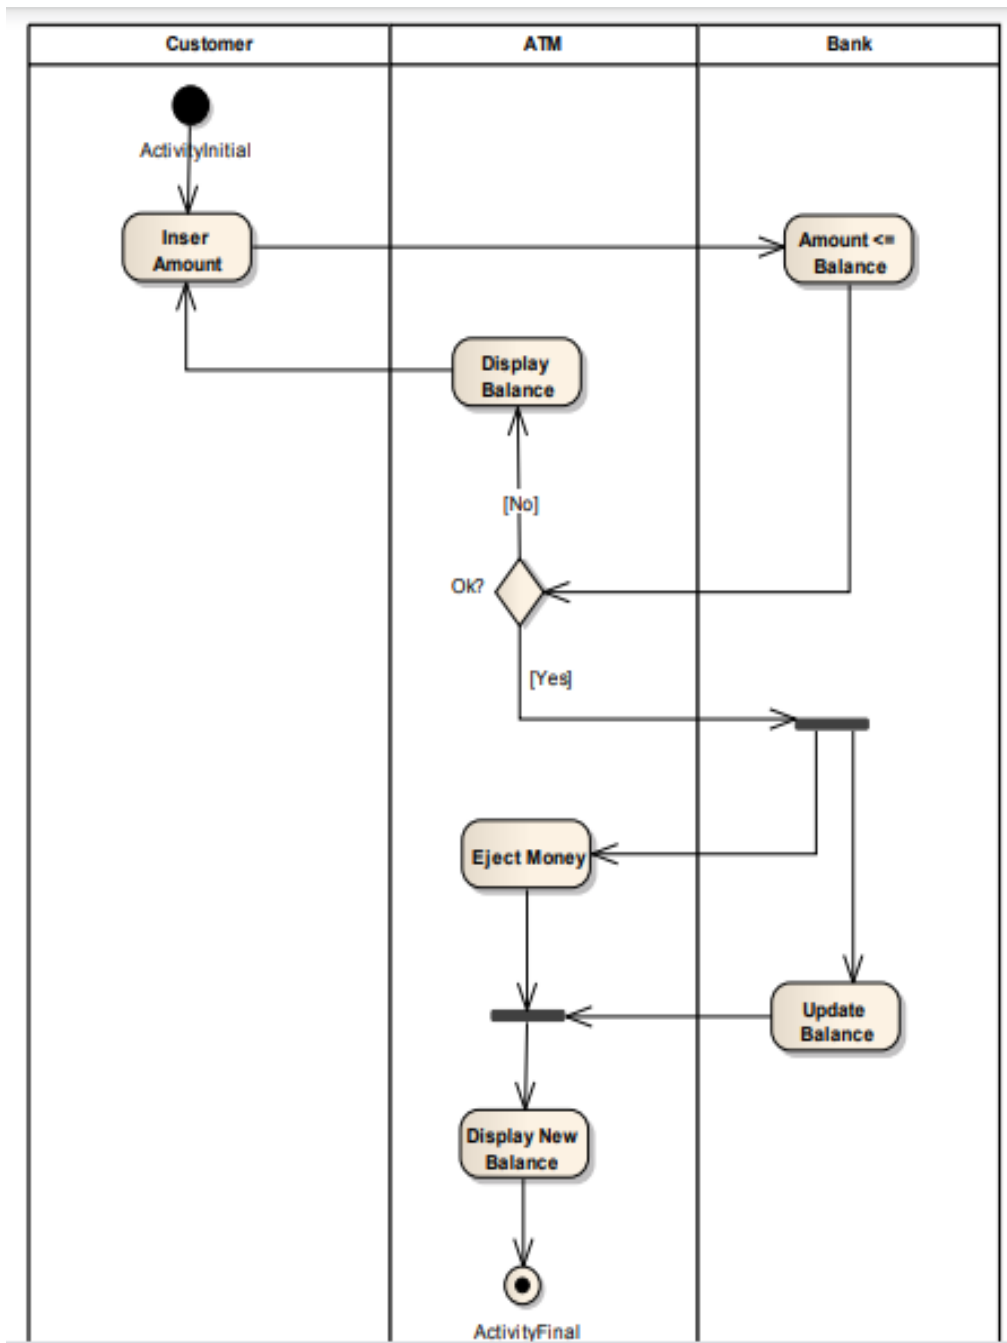 Customer
ATM
Bank
ActivityInitial
Inser
Amount
Amount <=
Balance
Display
Balance
[No]
Ok?
[Yes]
Eject Money
Update
Balance
Display New
Balance
ActivityFinal